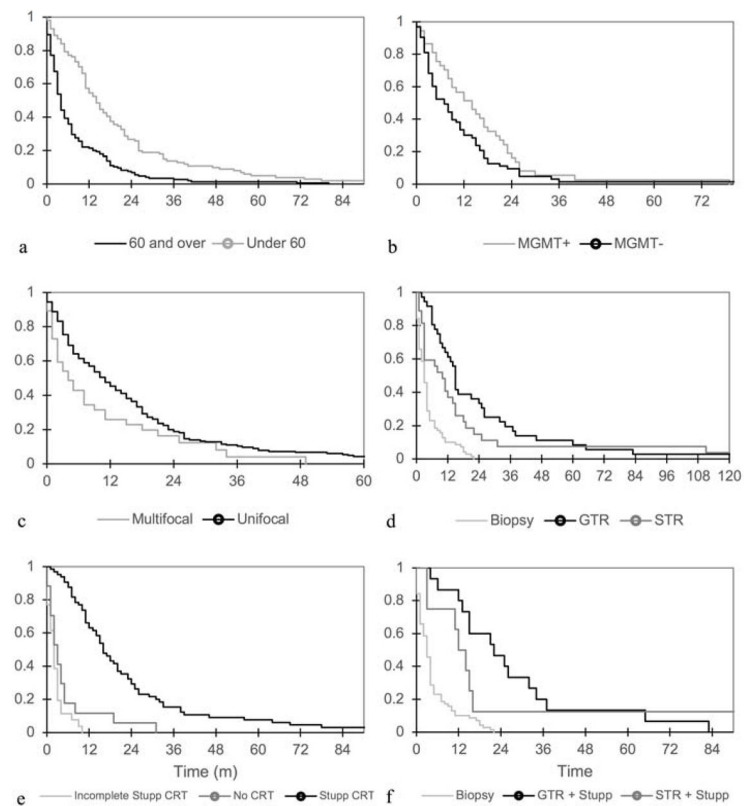 1
0.8
0.6
0.4
0.2
0
0 12 24 36 48 60 72 84
a
60 and over Under 60
1
0.8
0.6
0.4
0.2
0
0 12 24 36 48 60 72
b
MGMT+ MGMT-
1
0.8
0.6
0.4
0.2
0
0 12 24 36 48 60
c
Multifocal Unifocal
1
0.8
0.6
0.4
0.2
0
0 12 24 36 48 60 72 84 96 108 120
d
Biopsy GTR STR
1
0.8
0.6
0.4
0.2
0
0 12 24 36 48 60 72 84
Time (m)
e
Incomplete Stupp CRT No CRT Stupp CRT
1
0.8
0.6
0.4
0.2
0
0 12 24 36 48 60 72 84
Time
f
Biopsy GTR + Stupp STR + Stupp